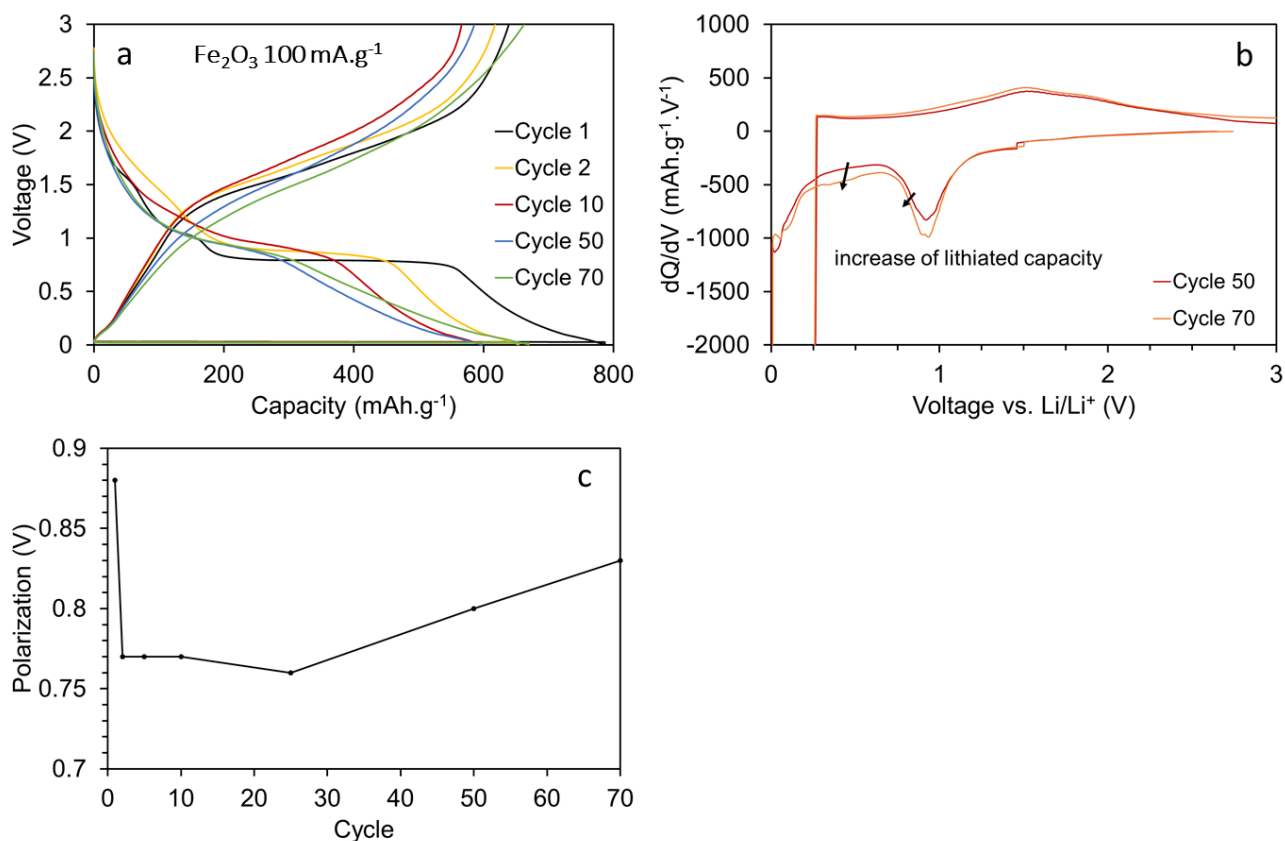 a
Fe₂O₃ 100 mA.g⁻¹
3
2.5
2
1.5
1
0.5
0
Voltage (V)
Cycle 1
Cycle 2
Cycle 10
Cycle 50
Cycle 70
0 200 400 600 800
Capacity (mAh.g⁻¹)
b
1000
500
0
-500
-1000
-1500
-2000
dQ/dV (mAh.g⁻¹.V⁻¹)
increase of lithiated capacity
Cycle 50
Cycle 70
0 1 2 3
Voltage vs. Li/Li⁺ (V)
c
0.9
0.85
0.8
0.75
0.7
Polarization (V)
0 10 20 30 40 50 60 70
Cycle